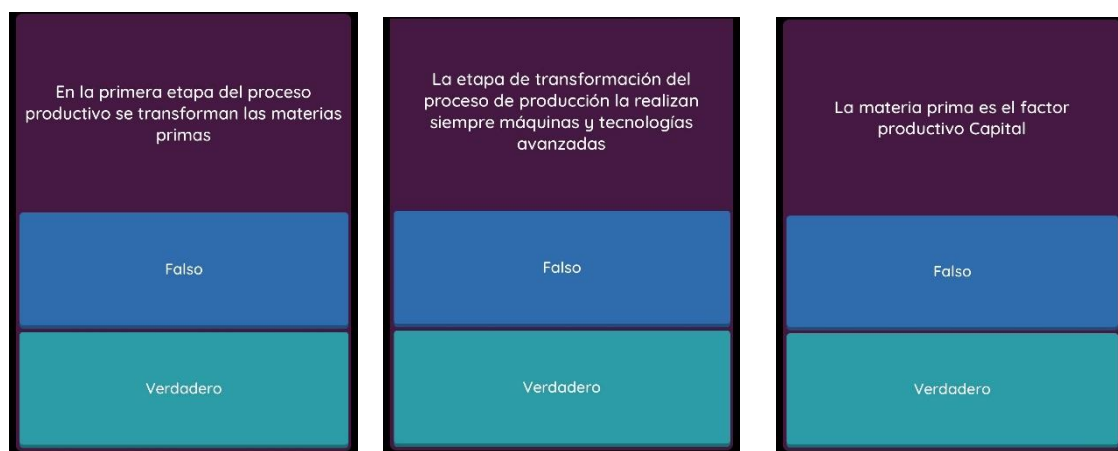 En la primera etapa del proceso
productivo se transforman las materias
primas
Falso
Verdadero
La etapa de transformación del
proceso de producción la realizan
siempre máquinas y tecnologías
avanzadas
Falso
Verdadero
La materia prima es el factor
productivo Capital
Falso
Verdadero